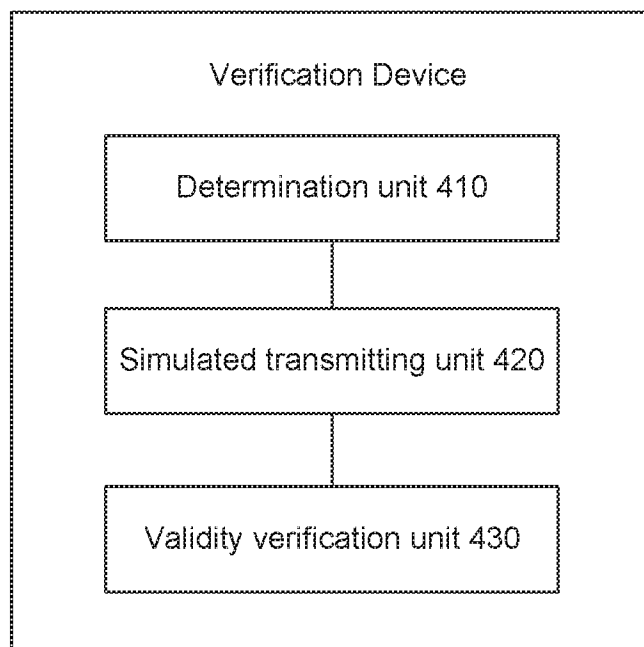 Verification Device
Determination unit 410
Simulated transmitting unit 420
Validity verification unit 430